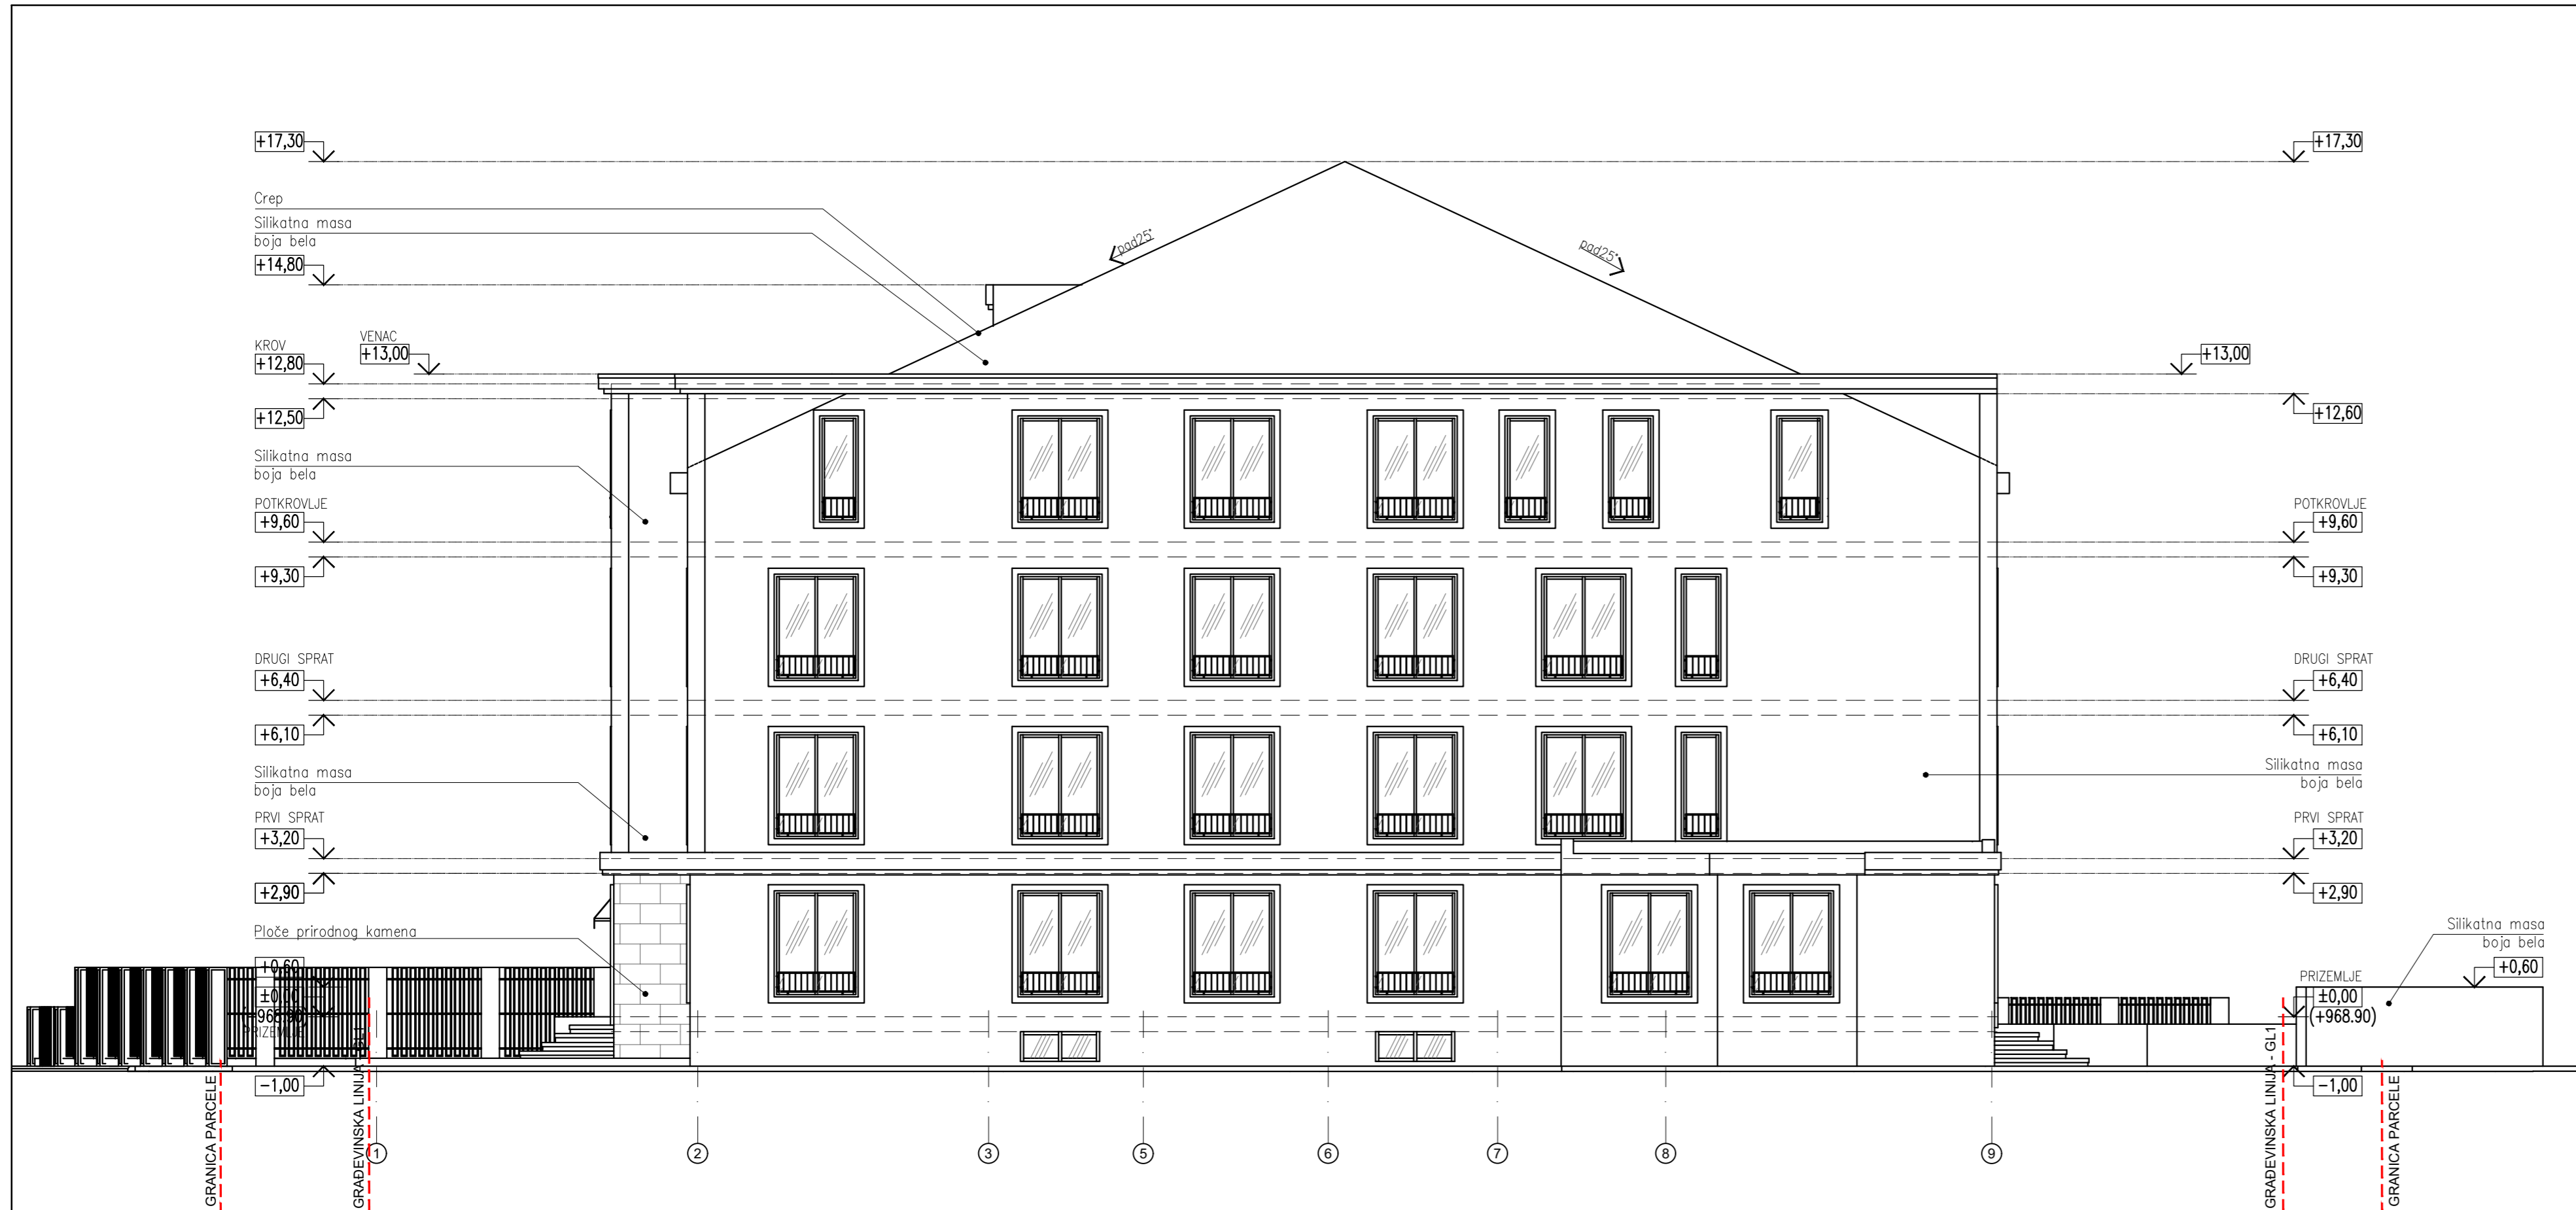 +17,30
+17,30
Crep
Silikatna masa
boja bela
pad25°
pad25°
+14,80
KROV
+12,80
VENAC
+13,00
+13,00
+12,50
+12,60
Silikatna masa
boja bela
POTKROVLJE
+9,60
POTKROVLJE
+9,60
+9,30
+9,30
DRUGI SPRAT
+6,40
DRUGI SPRAT
+6,40
+6,10
+6,10
Silikatna masa
boja bela
Silikatna masa
boja bela
PRVI SPRAT
+3,20
PRVI SPRAT
+3,20
+2,90
+2,90
Ploče prirodnog kamena
Silikatna masa
boja bela
+0,60
+0,60
±0,00
(+968.90)
PRIZEMLJE
PRIZEMLJE
±0,00
(+968.90)
-1,00
-1,00
GRANICA PARCELE
GRAĐEVINSKA LINIJA - GL1
GRAĐEVINSKA LINIJA - GL1
GRANICA PARCELE
1
2
3
5
6
7
8
9